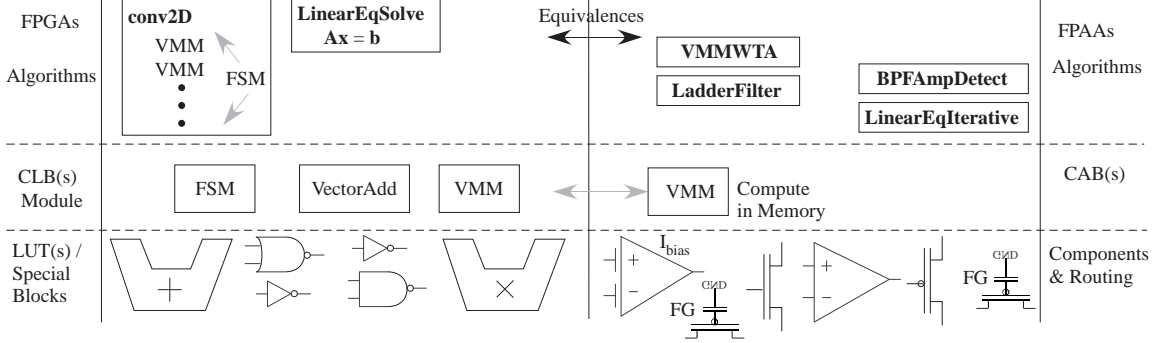 FPGAs
Algorithms
conv2D
VMM
VMM
FSM
LinearEqSolve
Ax = b
Equivalences
VMMWTA
LadderFilter
BPFAmpDetect
LinearEqIterative
FPAAs
Algorithms
CLB(s)
Module
FSM
VectorAdd
VMM
VMM
Compute
in Memory
CAB(s)
LUT(s) /
Special
Blocks
+
×
I_bias
+
−
GND
FG
+
−
GND
FG
Components
& Routing